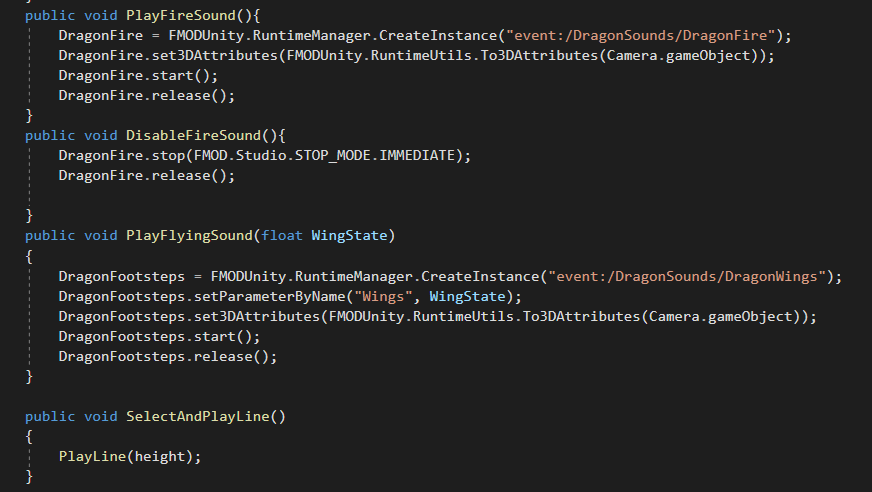 public void PlayFireSound(){
DragonFire = FMODUnity.RuntimeManager.CreateInstance("event:/DragonSounds/DragonFire");
DragonFire.set3DAttributes(FMODUnity.RuntimeUtils.To3DAttributes(Camera.gameObject));
DragonFire.start();
DragonFire.release();
}
public void DisableFireSound(){
DragonFire.stop(FMOD.Studio.STOP_MODE.IMMEDIATE);
DragonFire.release();
}
public void PlayFlyingSound(float WingState)
{
DragonFootsteps = FMODUnity.RuntimeManager.CreateInstance("event:/DragonSounds/DragonWings");
DragonFootsteps.setParameterByName("Wings", WingState);
DragonFootsteps.set3DAttributes(FMODUnity.RuntimeUtils.To3DAttributes(Camera.gameObject));
DragonFootsteps.start();
DragonFootsteps.release();
}
public void SelectAndPlayLine()
{
PlayLine(height);
}